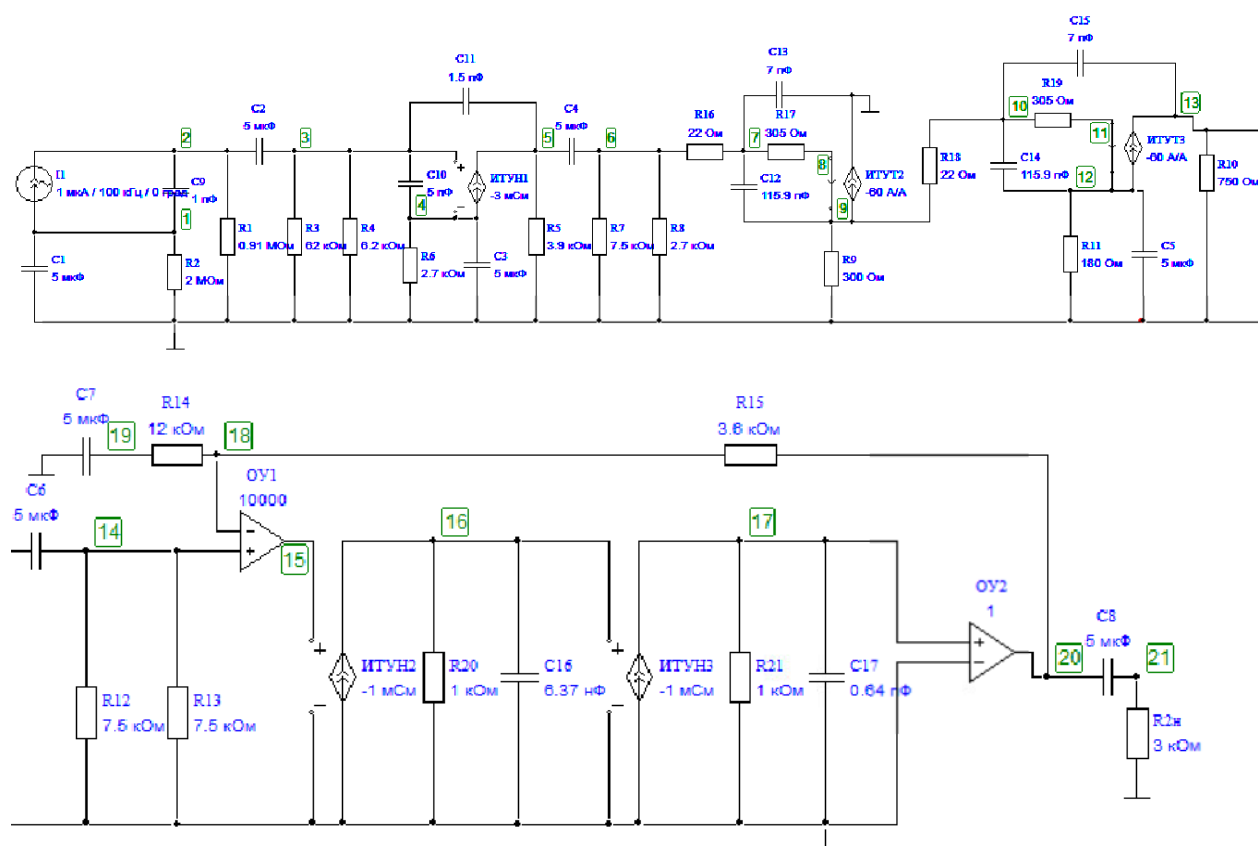 C15
7 пФ
C13
7 пФ
C11
1.5 пФ
R19
305 Ом
13
10
C2
5 мкФ
C4
5 мкФ
R16
22 Ом
R17
305 Ом
2
3
5
6
7
8
11
ИТУТ3
-60 А/А
I1
1 мкА / 100 кГц / 0 град
C9
1 пФ
C10
5 пФ
ИТУН1
-3 мСм
C12
115.9 пФ
ИТУТ2
-60 А/А
R18
22 Ом
C14
115.9 пФ
12
R10
750 Ом
1
4
9
C1
5 мкФ
R2
2 МОм
R1
0.91 МОм
R3
62 кОм
R4
6.2 кОм
R6
2.7 кОм
C3
5 мкФ
R5
3.9 кОм
R7
7.5 кОм
R8
2.7 кОм
R9
300 Ом
R11
180 Ом
C5
5 мкФ
C7
5 мкФ
19
R14
12 кОм
18
R15
3.6 кОм
C6
5 мкФ
14
ОУ1
10000
-
+
15
16
17
ОУ2
1
+
-
C8
5 мкФ
20
21
R12
7.5 кОм
R13
7.5 кОм
+
-
ИТУН2
-1 мСм
R20
1 кОм
C16
6.37 нФ
+
-
ИТУН3
-1 мСм
R21
1 кОм
C17
0.64 пФ
R2н
3 кОм